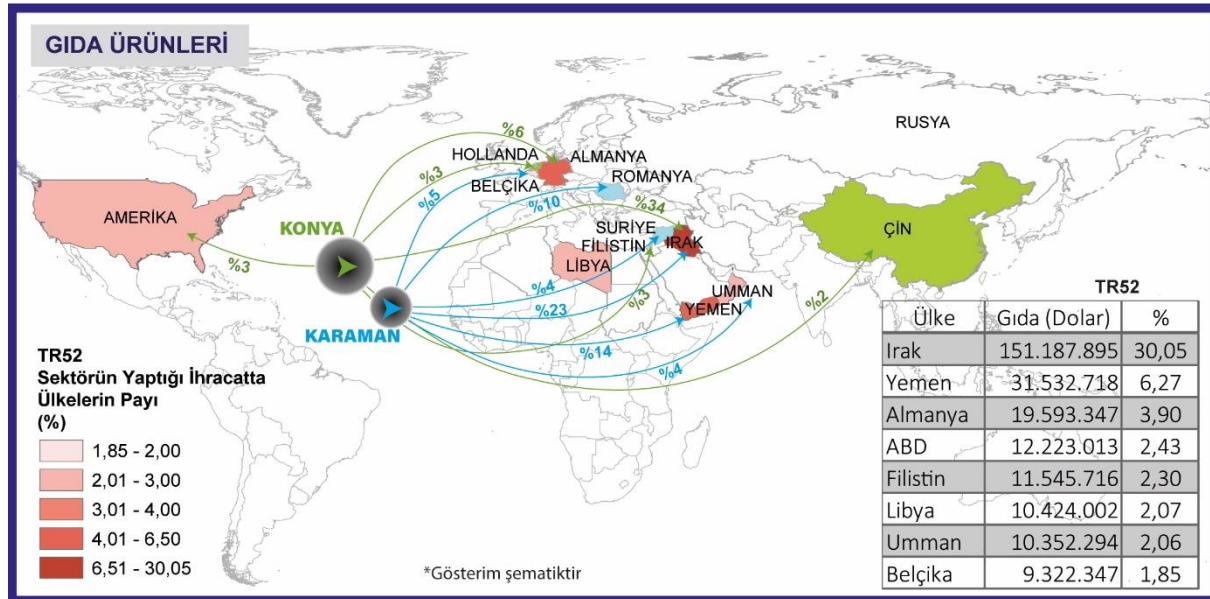 GIDA ÜRÜNLERİ
RUSYA
%6
HOLLANDA
ALMANYA
%3
ROMANYA
BELÇİKA
%5
%10
%34
AMERİKA
KONYA
SURİYE
FİLİSTİN
IRAK
ÇİN
LİBYA
%3
%4
%3
UMMAN
YEMEN
%2
%23
KARAMAN
%14
%4
TR52
Sektörün Yaptığı İhracatta
Ülkelerin Payı
(%)
1,85 - 2,00
2,01 - 3,00
3,01 - 4,00
4,01 - 6,50
6,51 - 30,05
*Gösterim şematiktir
TR52
Ülke Gıda (Dolar) %
Irak 151.187.895 30,05
Yemen 31.532.718 6,27
Almanya 19.593.347 3,90
ABD 12.223.013 2,43
Filistin 11.545.716 2,30
Libya 10.424.002 2,07
Umman 10.352.294 2,06
Belçika 9.322.347 1,85